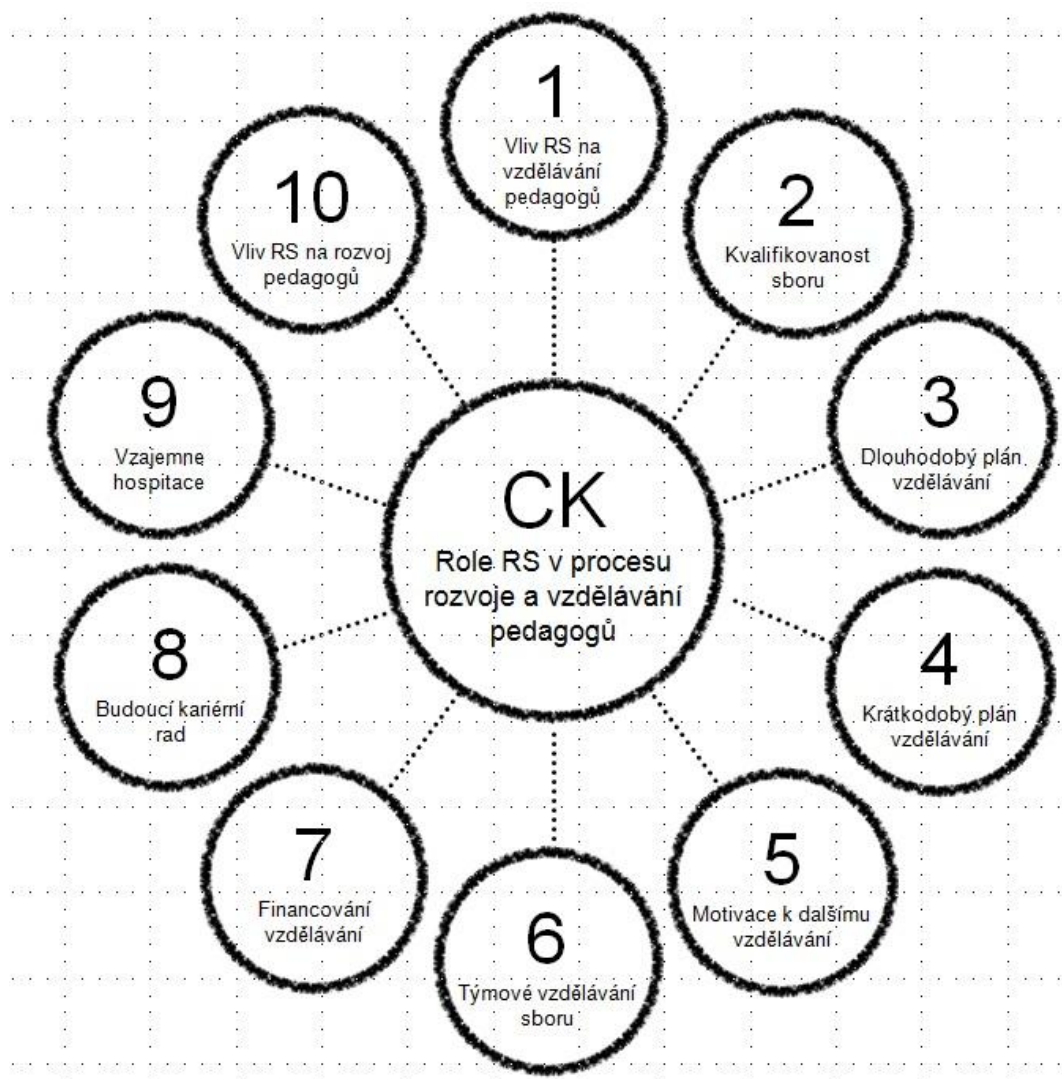 1
Vliv RS na
vzdělávání
pedagogů
2
Kvalifikovanost
sboru
3
Dlouhodobý plán
vzdělávání
4
Krátkodobý plán
vzdělávání
5
Motivace k dalšímu
vzdělávání
6
Týmové vzdělávání
sboru
7
Financování
vzdělávání
8
Budoucí kariérní
rad
9
Vzajemne
hospitace
10
Vliv RS na rozvoj
pedagogů
CK
Role RS v procesu
rozvoje a vzdělávání
pedagogů